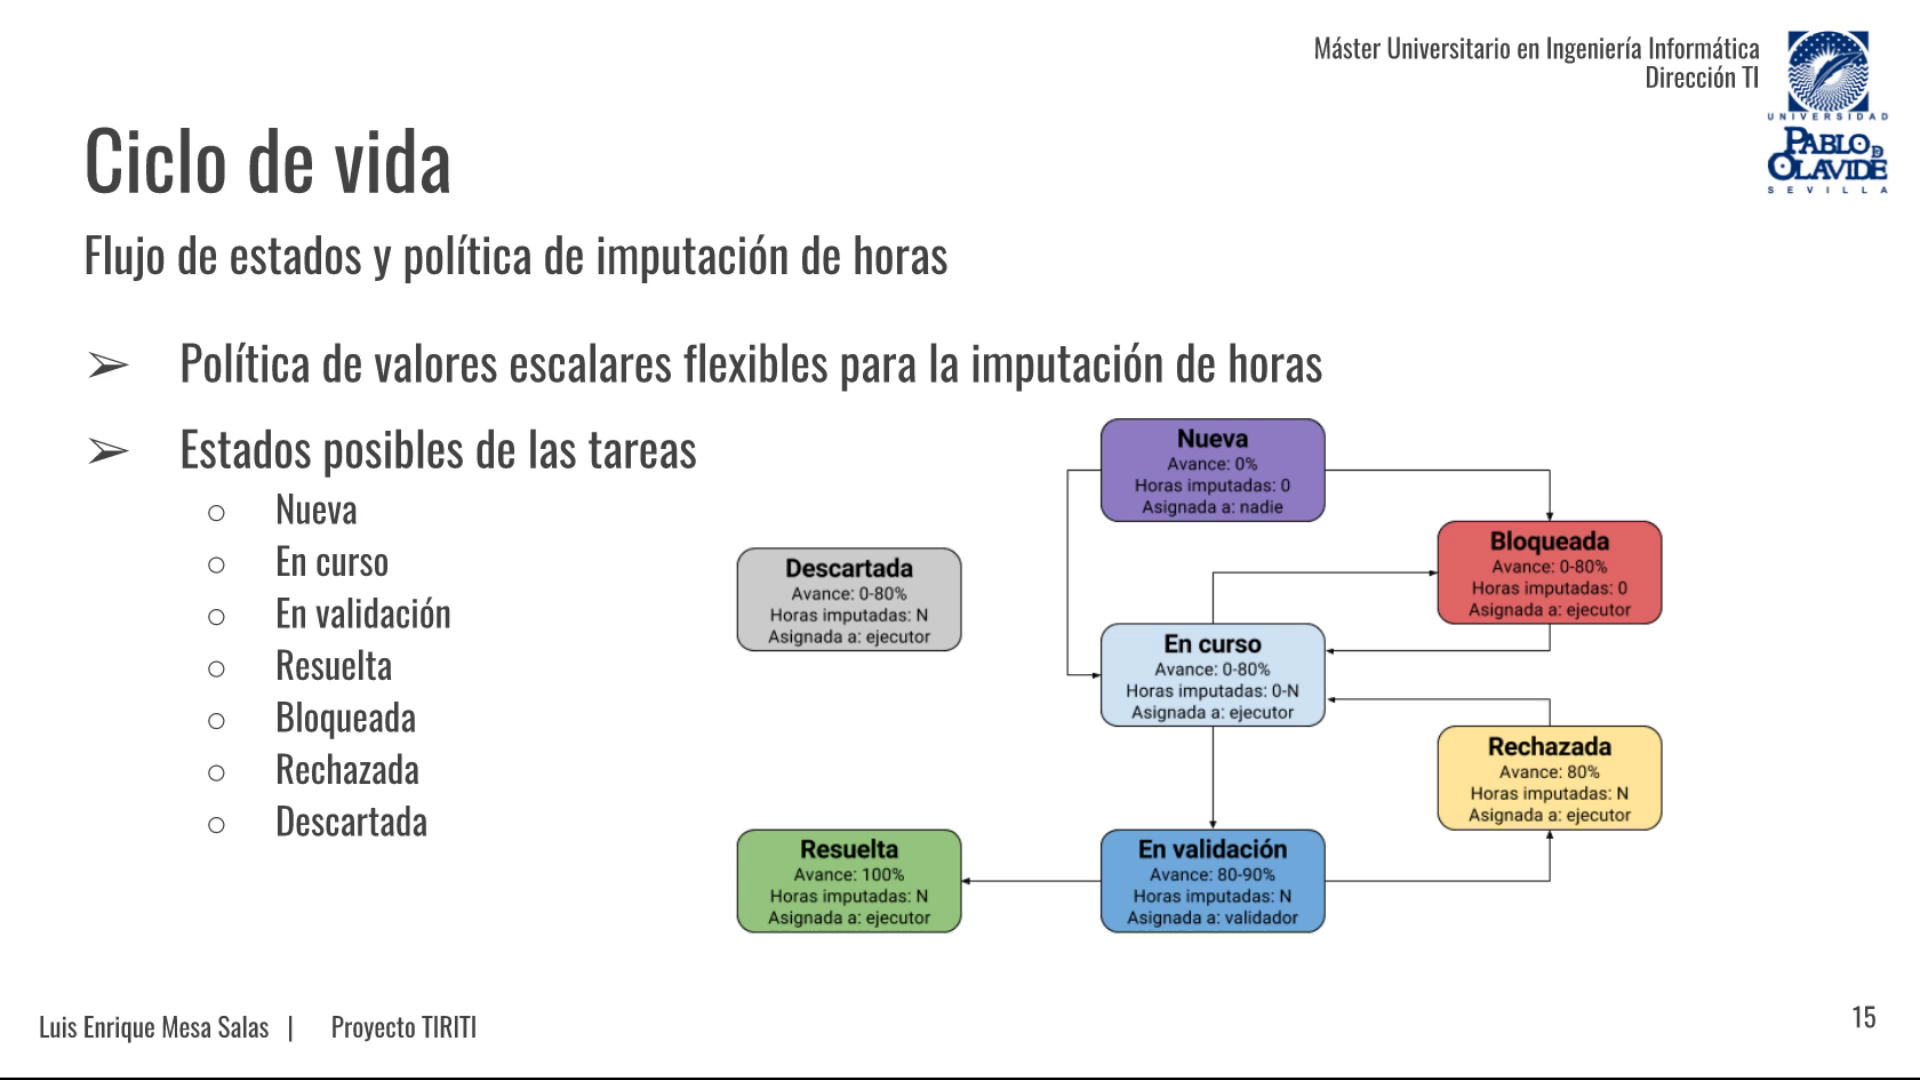 Máster Universitario en Ingeniería Informática
Dirección TI
UNIVERSIDAD
PABLO DE
OLAVIDE
SEVILLA
Ciclo de vida
Flujo de estados y política de imputación de horas
➢ Política de valores escalares flexibles para la imputación de horas
➢ Estados posibles de las tareas
○ Nueva
○ En curso
○ En validación
○ Resuelta
○ Bloqueada
○ Rechazada
○ Descartada
Nueva
Avance: 0%
Horas imputadas: 0
Asignada a: nadie
Bloqueada
Avance: 0-80%
Horas imputadas: 0
Asignada a: ejecutor
Descartada
Avance: 0-80%
Horas imputadas: N
Asignada a: ejecutor
En curso
Avance: 0-80%
Horas imputadas: 0-N
Asignada a: ejecutor
Rechazada
Avance: 80%
Horas imputadas: N
Asignada a: ejecutor
Resuelta
Avance: 100%
Horas imputadas: N
Asignada a: ejecutor
En validación
Avance: 80-90%
Horas imputadas: N
Asignada a: validador
Luis Enrique Mesa Salas | Proyecto TIRITI
15